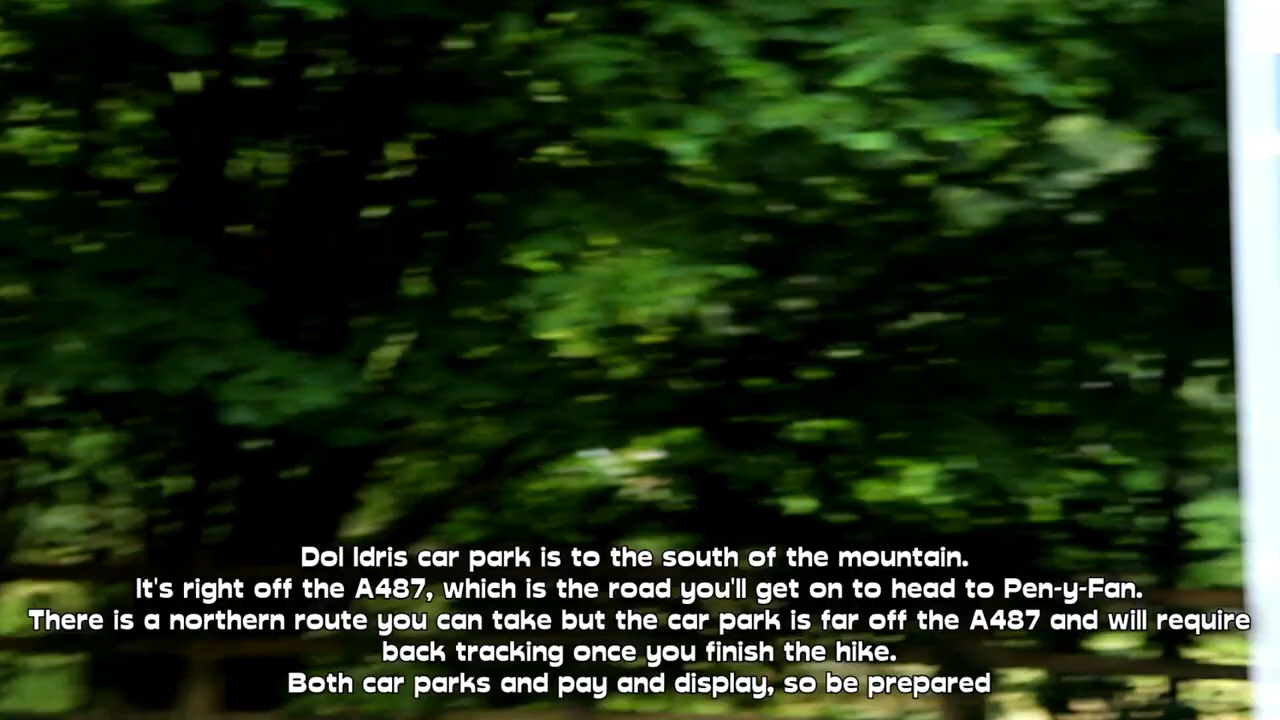 Dol Idris car park is to the south of the mountain.
It's right off the A487, which is the road you'll get on to head to Pen-y-Fan.
There is a northern route you can take but the car park is far off the A487 and will require
back tracking once you finish the hike.
Both car parks and pay and display, so be prepared